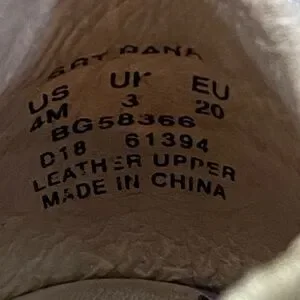 US UK EU
4M 3 20
BG58366
D18 61394
LEATHER UPPER
MADE IN CHINA